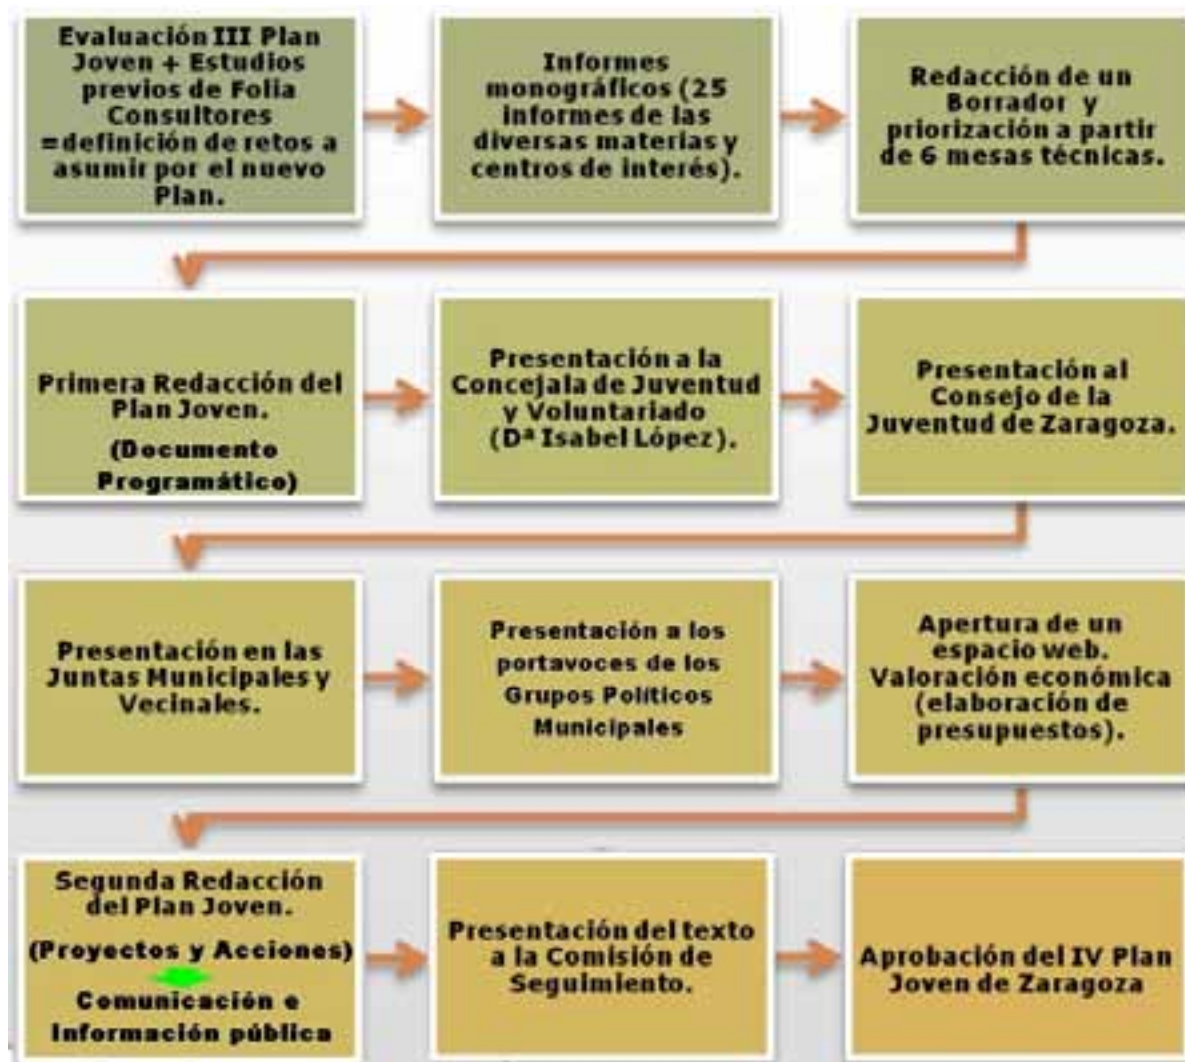 Evaluación III Plan
Joven + Estudios
previos de Folia
Consultores
=definición de retos a
asumir por el nuevo
Plan.
Informes
monográficos (25
informes de las
diversas materias y
centros de interés).
Redacción de un
Borrador y
priorización a partir
de 6 mesas técnicas.
Primera Redacción del
Plan Joven.
(Documento
Programático)
Presentación a la
Concejala de Juventud
y Voluntariado
(Dª Isabel López).
Presentación al
Consejo de la
Juventud de Zaragoza.
Presentación en las
Juntas Municipales y
Vecinales.
Presentación a los
portavoces de los
Grupos Políticos
Municipales
Apertura de un
espacio web.
Valoración económica
(elaboración de
presupuestos).
Segunda Redacción
del Plan Joven.
(Proyectos y Acciones)
Comunicación e
Información pública
Presentación del texto
a la Comisión de
Seguimiento.
Aprobación del IV Plan
Joven de Zaragoza